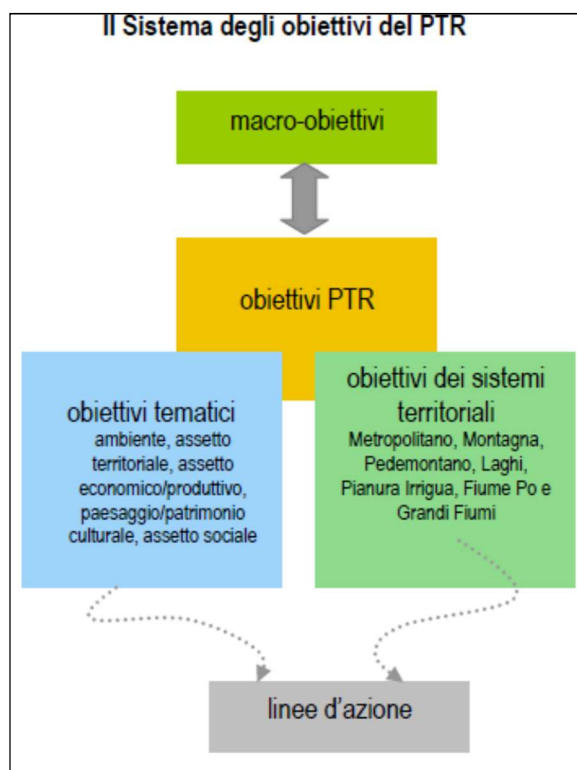 Il Sistema degli obiettivi del PTR
macro-obiettivi
obiettivi PTR
obiettivi tematici
ambiente, assetto
territoriale, assetto
economico/produttivo,
paesaggio/patrimonio
culturale, assetto sociale
obiettivi dei sistemi
territoriali
Metropolitano, Montagna,
Pedemontano, Laghi,
Pianura Irrigua, Fiume Po e
Grandi Fiumi
linee d'azione